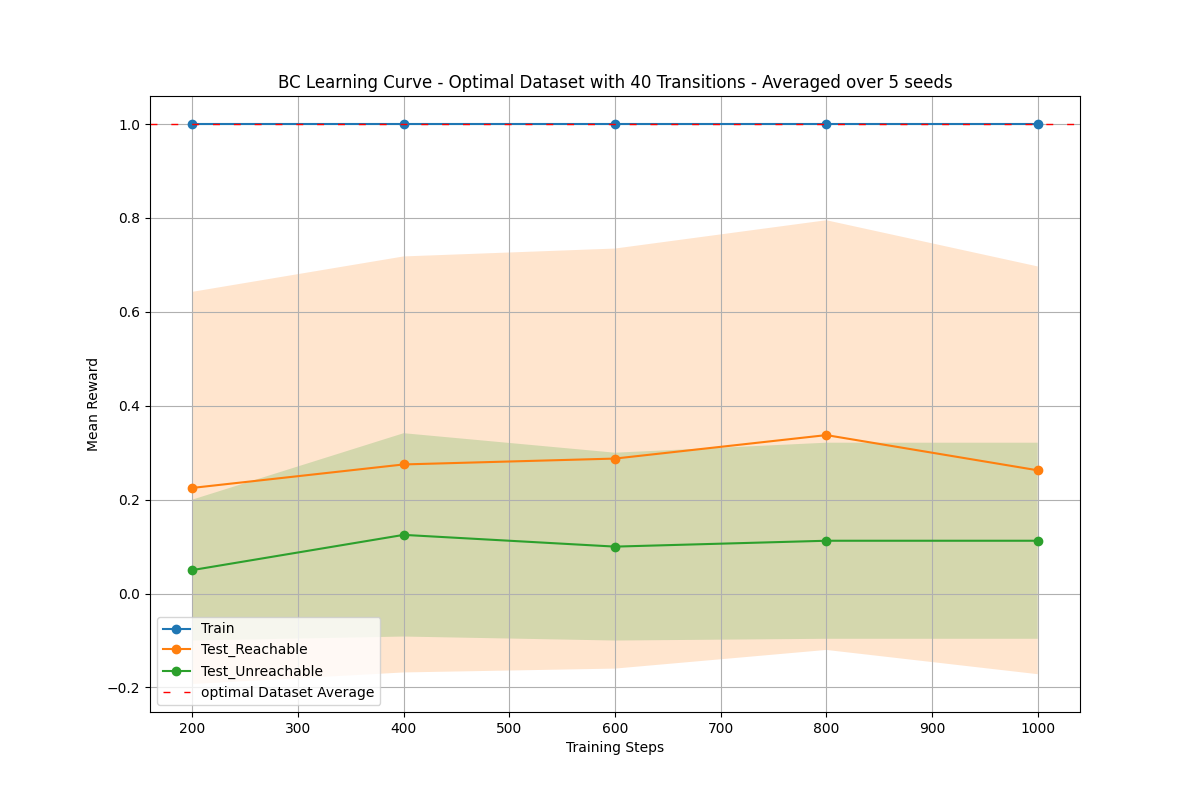 BC Learning Curve - Optimal Dataset with 40 Transitions - Averaged over 5 seeds
1.0
0.8
0.6
0.4
0.2
0.0
−0.2
Mean Reward
Train
Test_Reachable
Test_Unreachable
optimal Dataset Average
200 300 400 500 600 700 800 900 1000
Training Steps